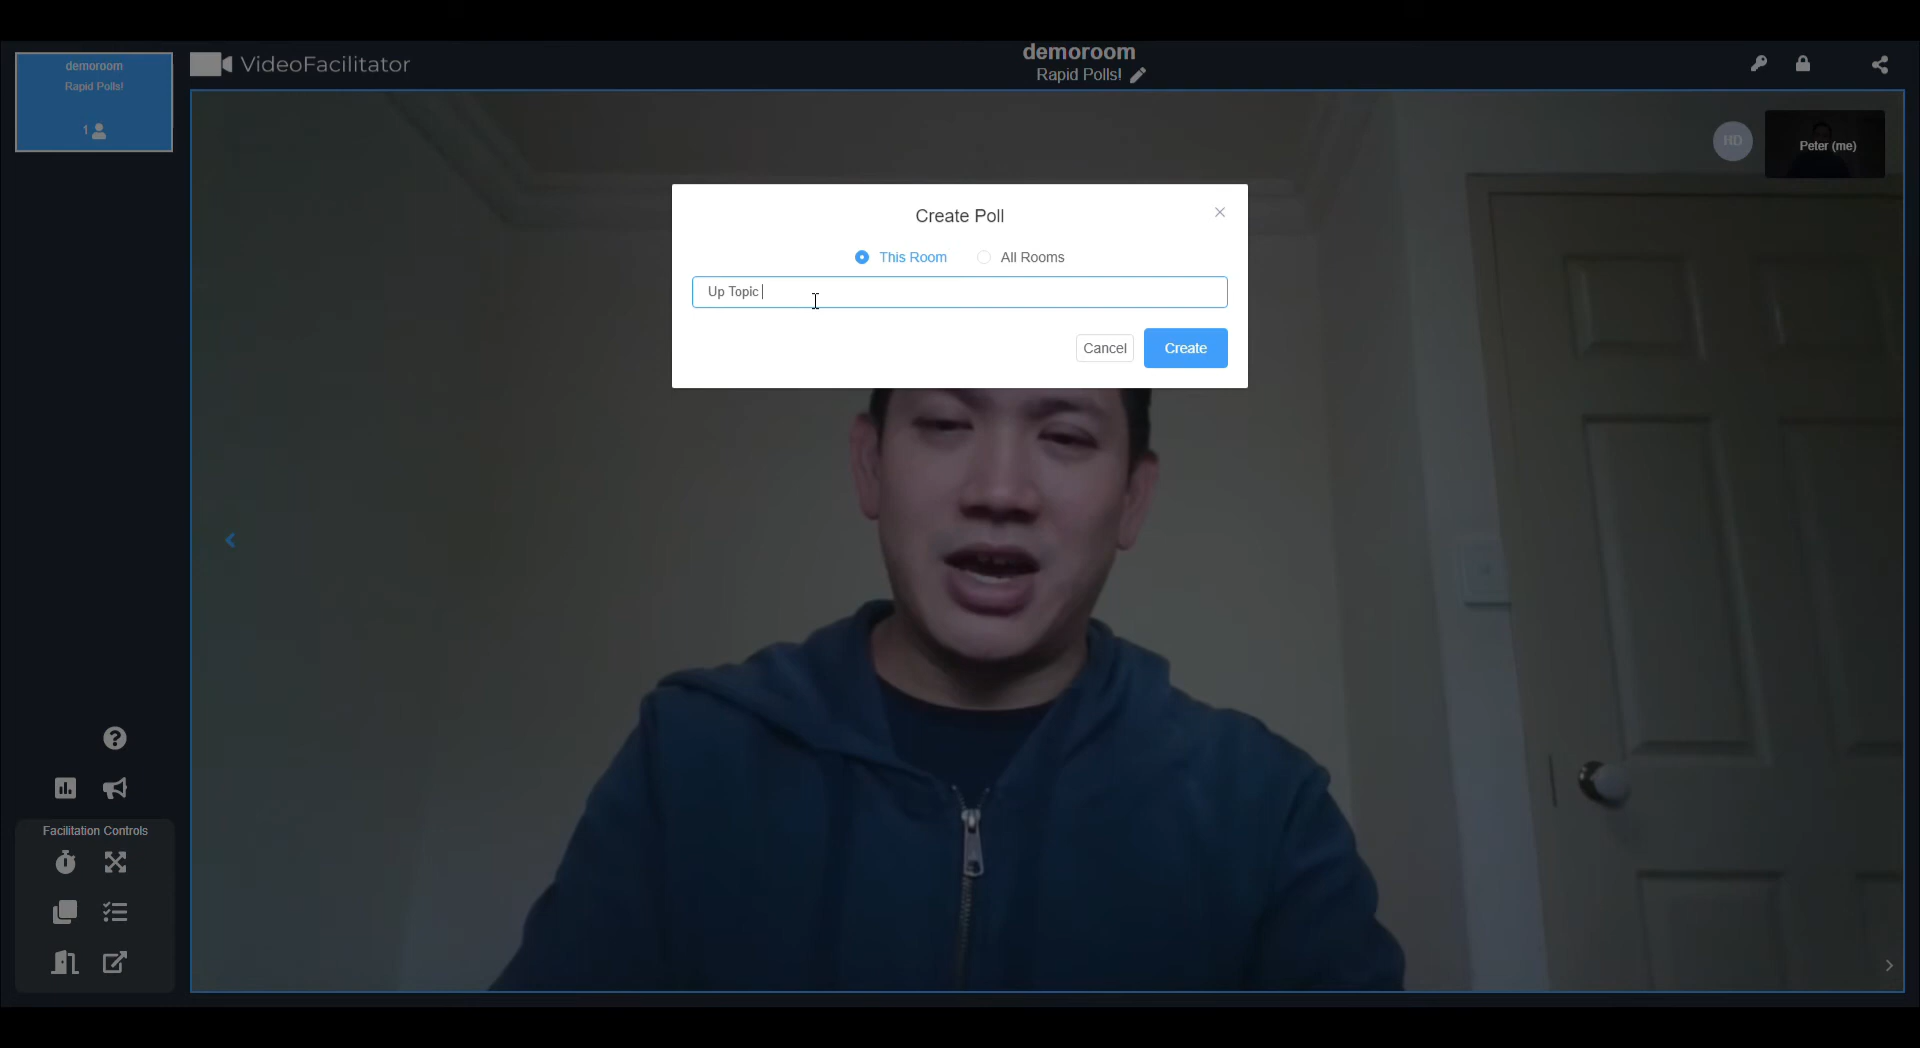 demoroom
Rapid Polls!
1
VideoFacilitator
demoroom
Rapid Polls!
HD
Peter (me)
Create Poll
This Room
All Rooms
Up Topic
Cancel
Create
Facilitation Controls